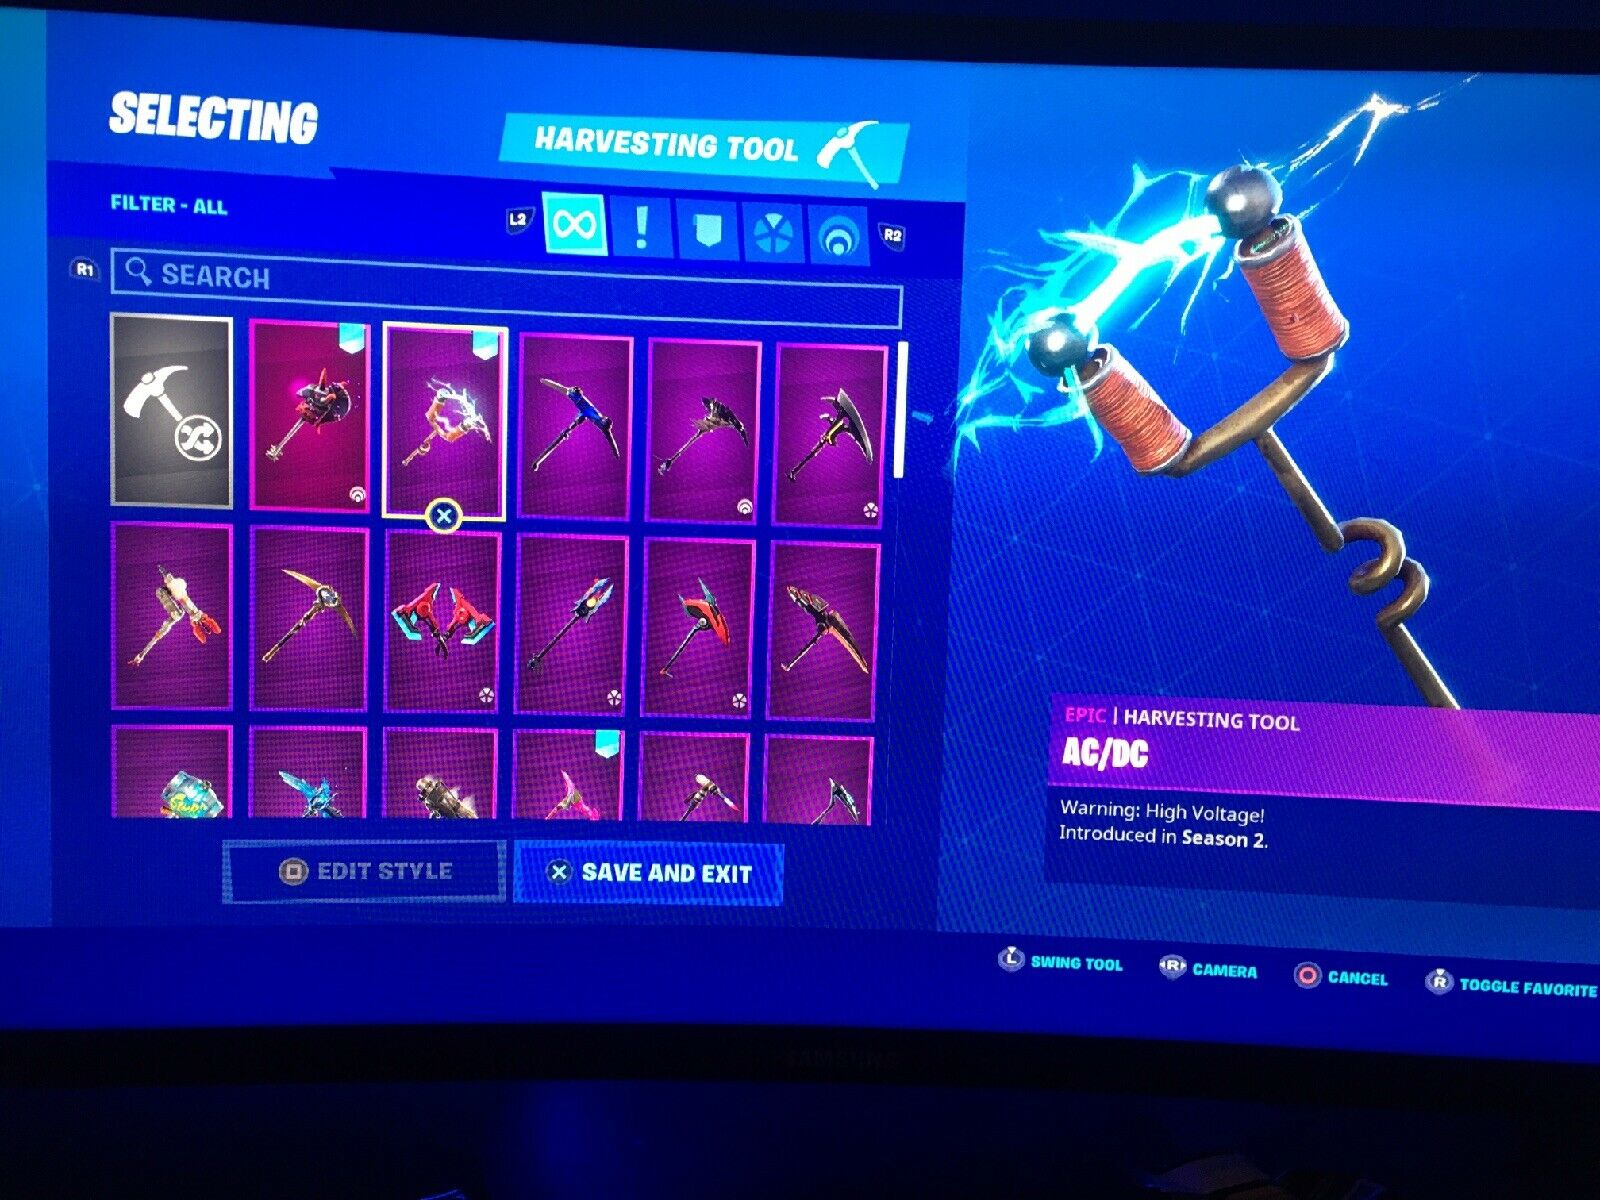 SELECTING
HARVESTING TOOL
FILTER - ALL
L2
R2
R1
SEARCH
EDIT STYLE
SAVE AND EXIT
EPIC | HARVESTING TOOL
AC/DC
Warning: High Voltage!
Introduced in Season 2.
L SWING TOOL
R CAMERA
CANCEL
R TOGGLE FAVORITE
SAMSUNG